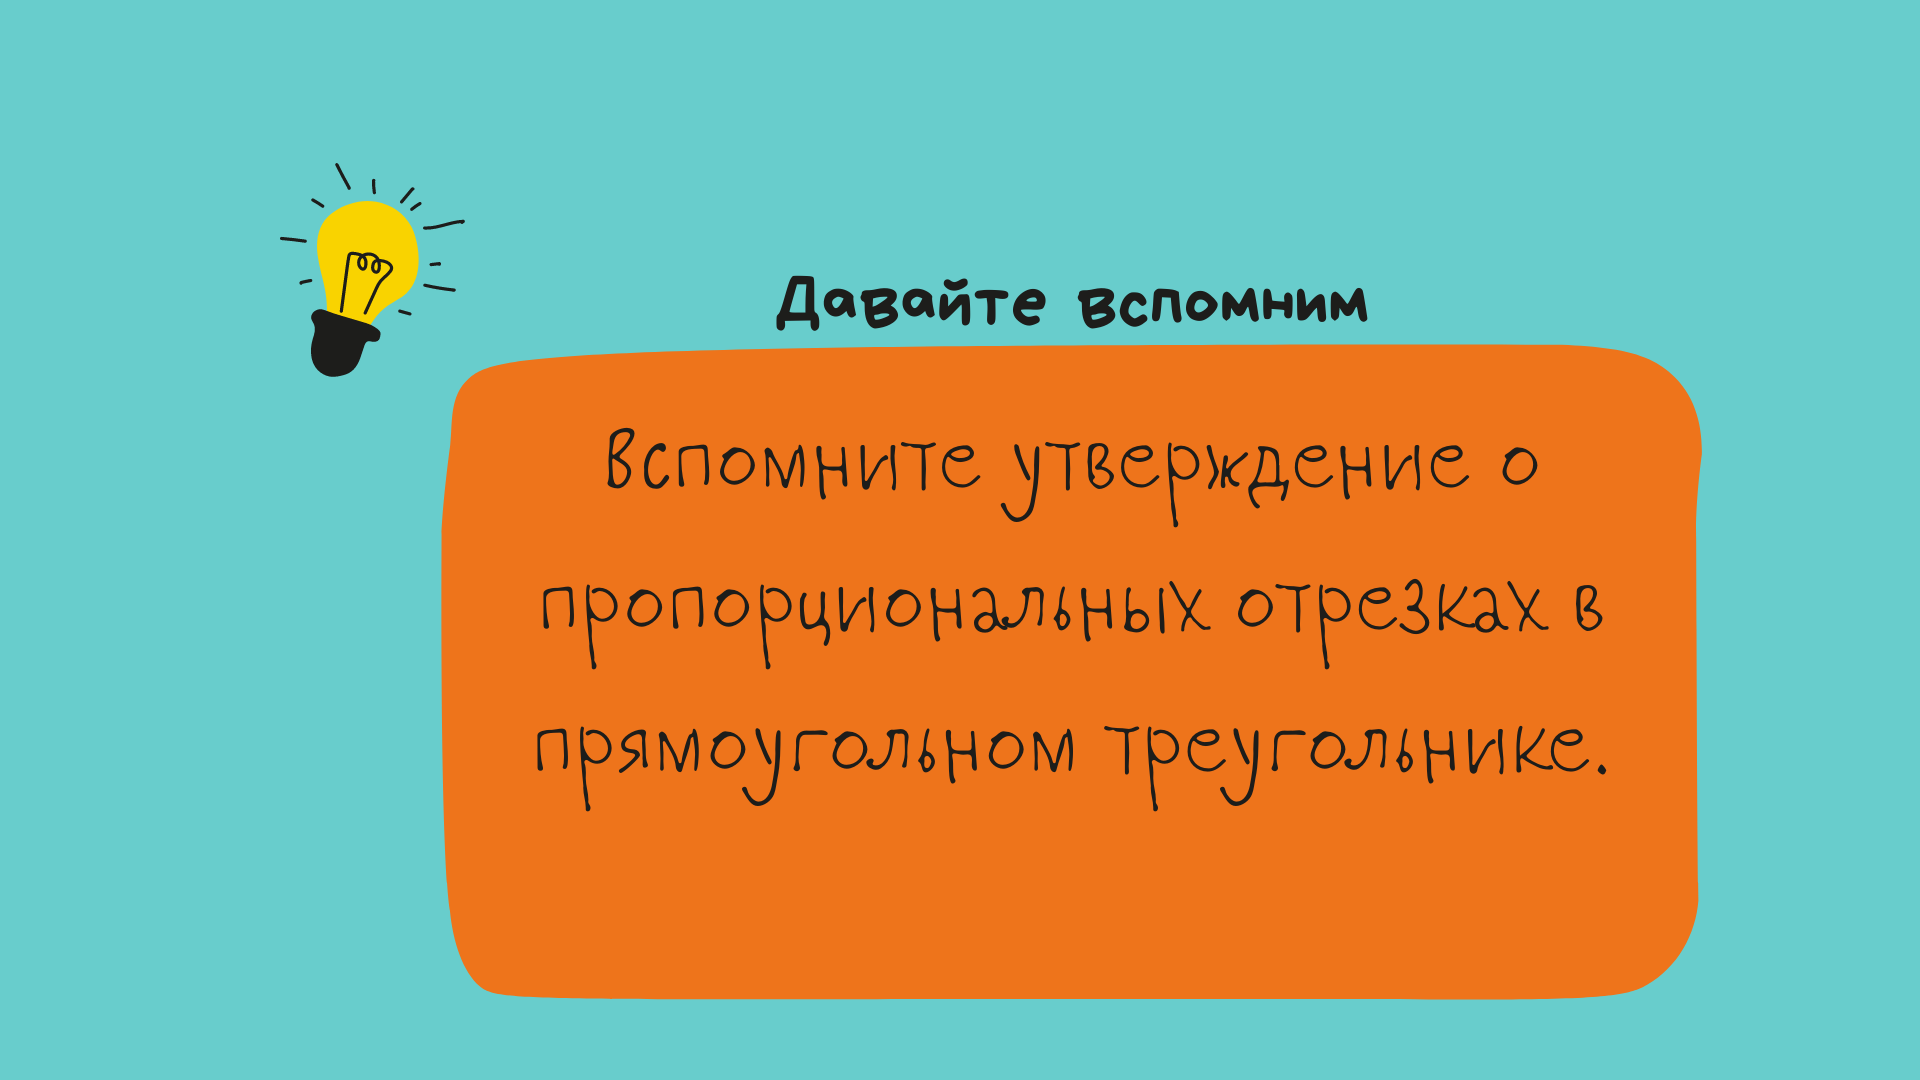 Давайте вспомним
Вспомните утверждение о
пропорциональных отрезках в
прямоугольном треугольнике.